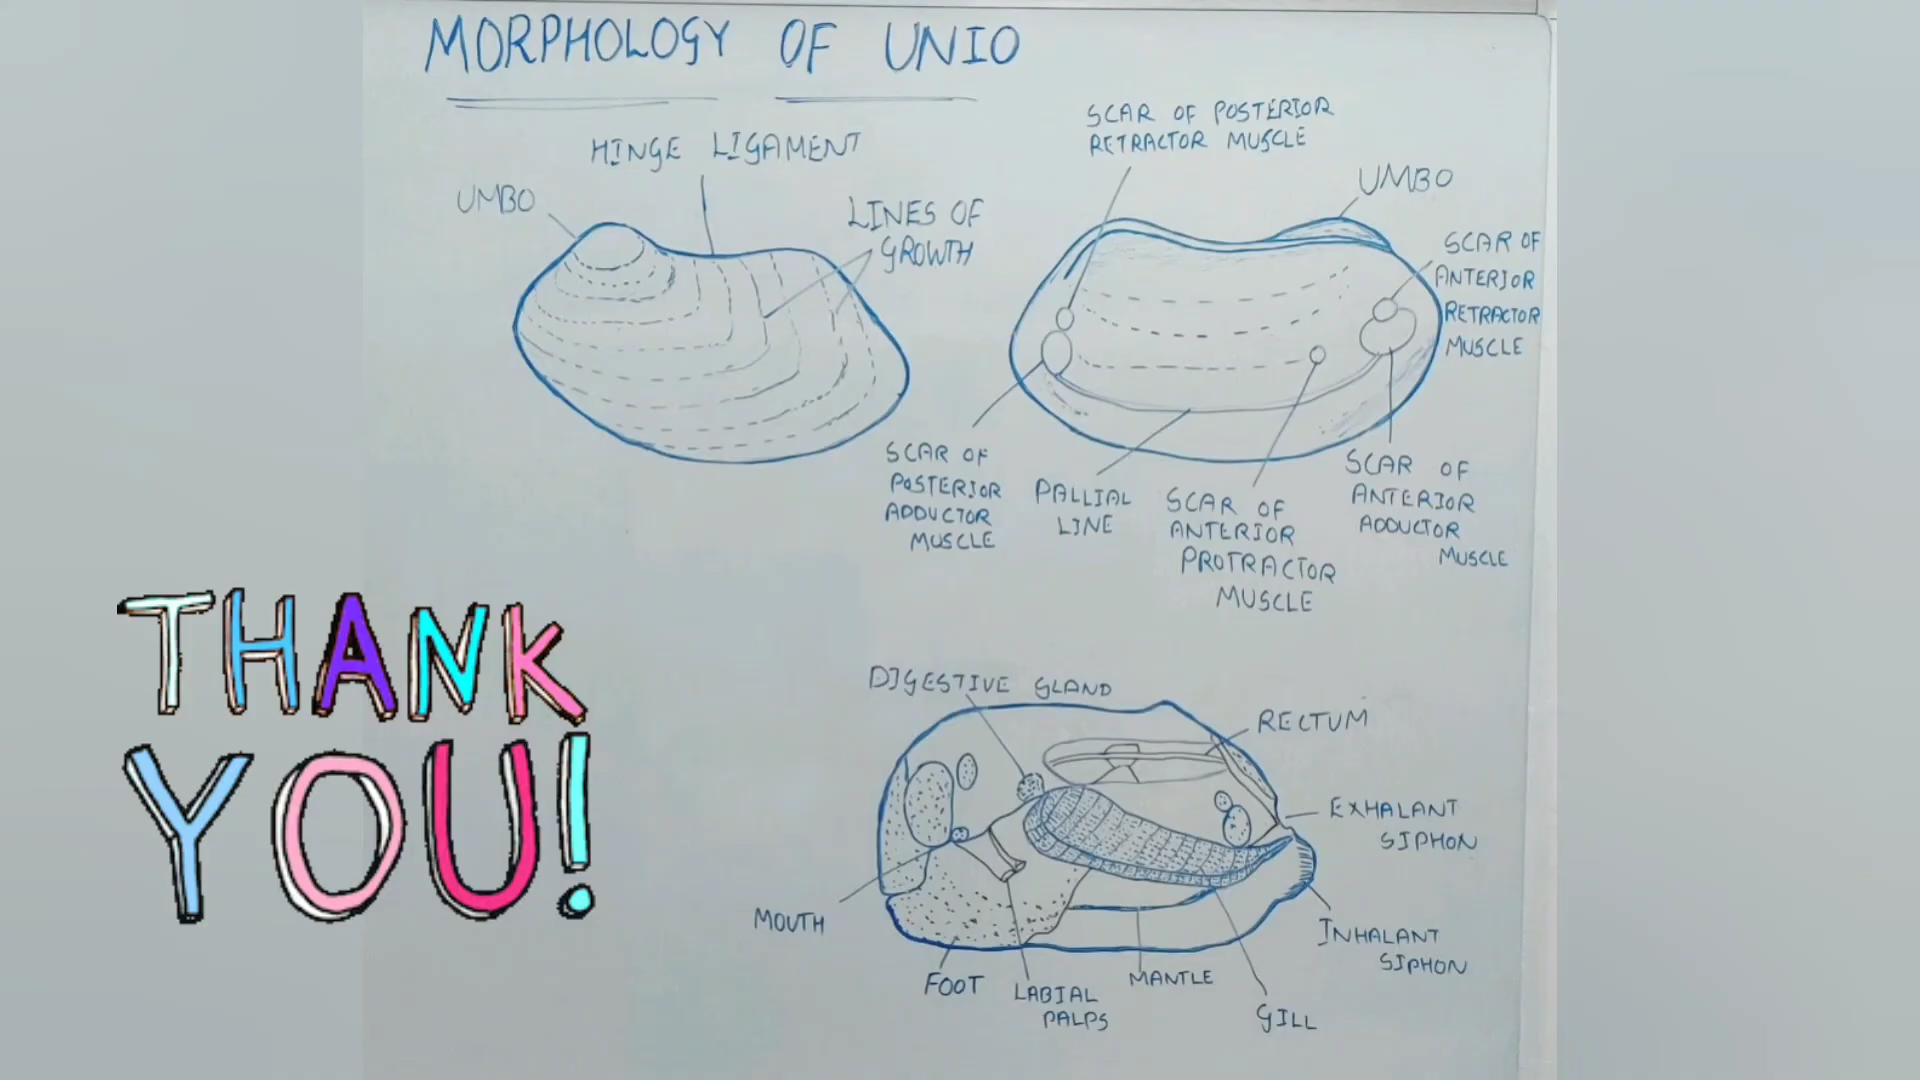 MORPHOLOGY OF UNIO
HINGE LIGAMENT
UMBO
LINES OF
GROWTH
SCAR OF POSTERIOR
RETRACTOR MUSCLE
UMBO
SCAR OF
ANTERIOR
RETRACTOR
MUSCLE
SCAR OF
POSTERIOR
ADDUCTOR
MUSCLE
PALLIAL
LINE
SCAR OF
ANTERIOR
PROTRACTOR
MUSCLE
SCAR OF
ANTERIOR
ADDUCTOR
MUSCLE
THANK
YOU!
DIGESTIVE GLAND
RECTUM
EXHALANT
SIPHON
INHALANT
SIPHON
MOUTH
FOOT
LABIAL
PALPS
MANTLE
GILL